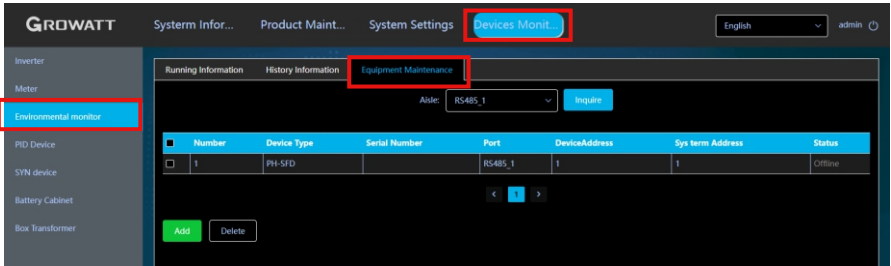 GROWATT
Systerm Infor... Product Maint... System Settings Devices Monit... English admin
Inverter
Meter
Environmental monitor
PID Device
SYN device
Battery Cabinet
Box Transformer
Running Information History Information Equipment Maintenance
Aisle: RS485_1 Inquire
Number Device Type Serial Number Port DeviceAddress Sys term Address Status
1 PH-SFD RS485_1 1 1 Offline
< 1 >
Add Delete